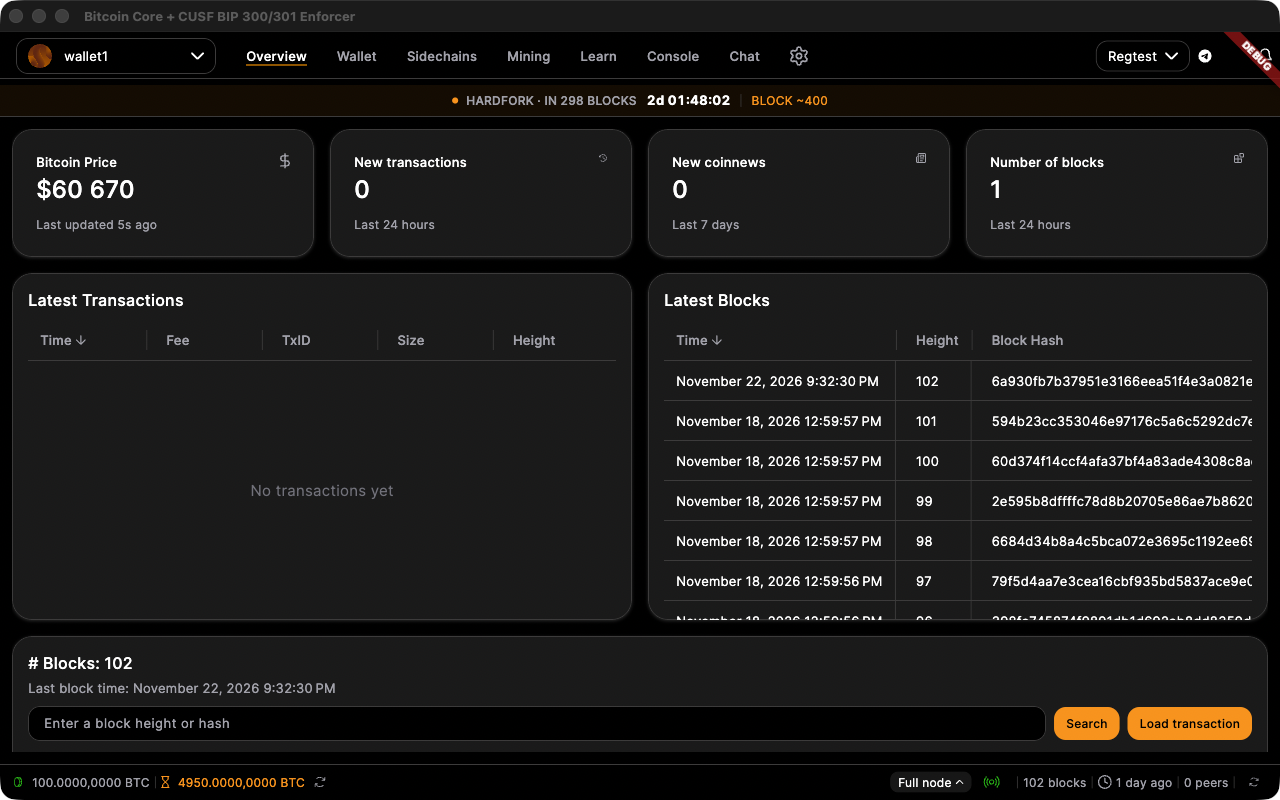 Bitcoin Core + CUSF BIP 300/301 Enforcer
wallet1 Overview Wallet Sidechains Mining Learn Console Chat Regtest DEBUG
HARDFORK · IN 298 BLOCKS 2d 01:48:02 BLOCK ~400
Bitcoin Price
$60 670
Last updated 5s ago
New transactions
0
Last 24 hours
New coinnews
0
Last 7 days
Number of blocks
1
Last 24 hours
Latest Transactions
Time Fee TxID Size Height
No transactions yet
Latest Blocks
Time Height Block Hash
November 22, 2026 9:32:30 PM 102 6a930fb7b37951e3166eea51f4e3a0821e
November 18, 2026 12:59:57 PM 101 594b23cc353046e97176c5a6c5292dc7e
November 18, 2026 12:59:57 PM 100 60d374f14ccf4afa37bf4a83ade4308c8a
November 18, 2026 12:59:57 PM 99 2e595b8dffffc78d8b20705e86ae7b8620
November 18, 2026 12:59:57 PM 98 6684d34b8a4c5bca072e3695c1192ee69
November 18, 2026 12:59:56 PM 97 79f5d4aa7e3cea16cbf935bd5837ace9e0
November 18, 2026 12:59:56 PM 96
# Blocks: 102
Last block time: November 22, 2026 9:32:30 PM
Enter a block height or hash Search Load transaction
100.0000,0000 BTC 4950.0000,0000 BTC Full node 102 blocks 1 day ago 0 peers